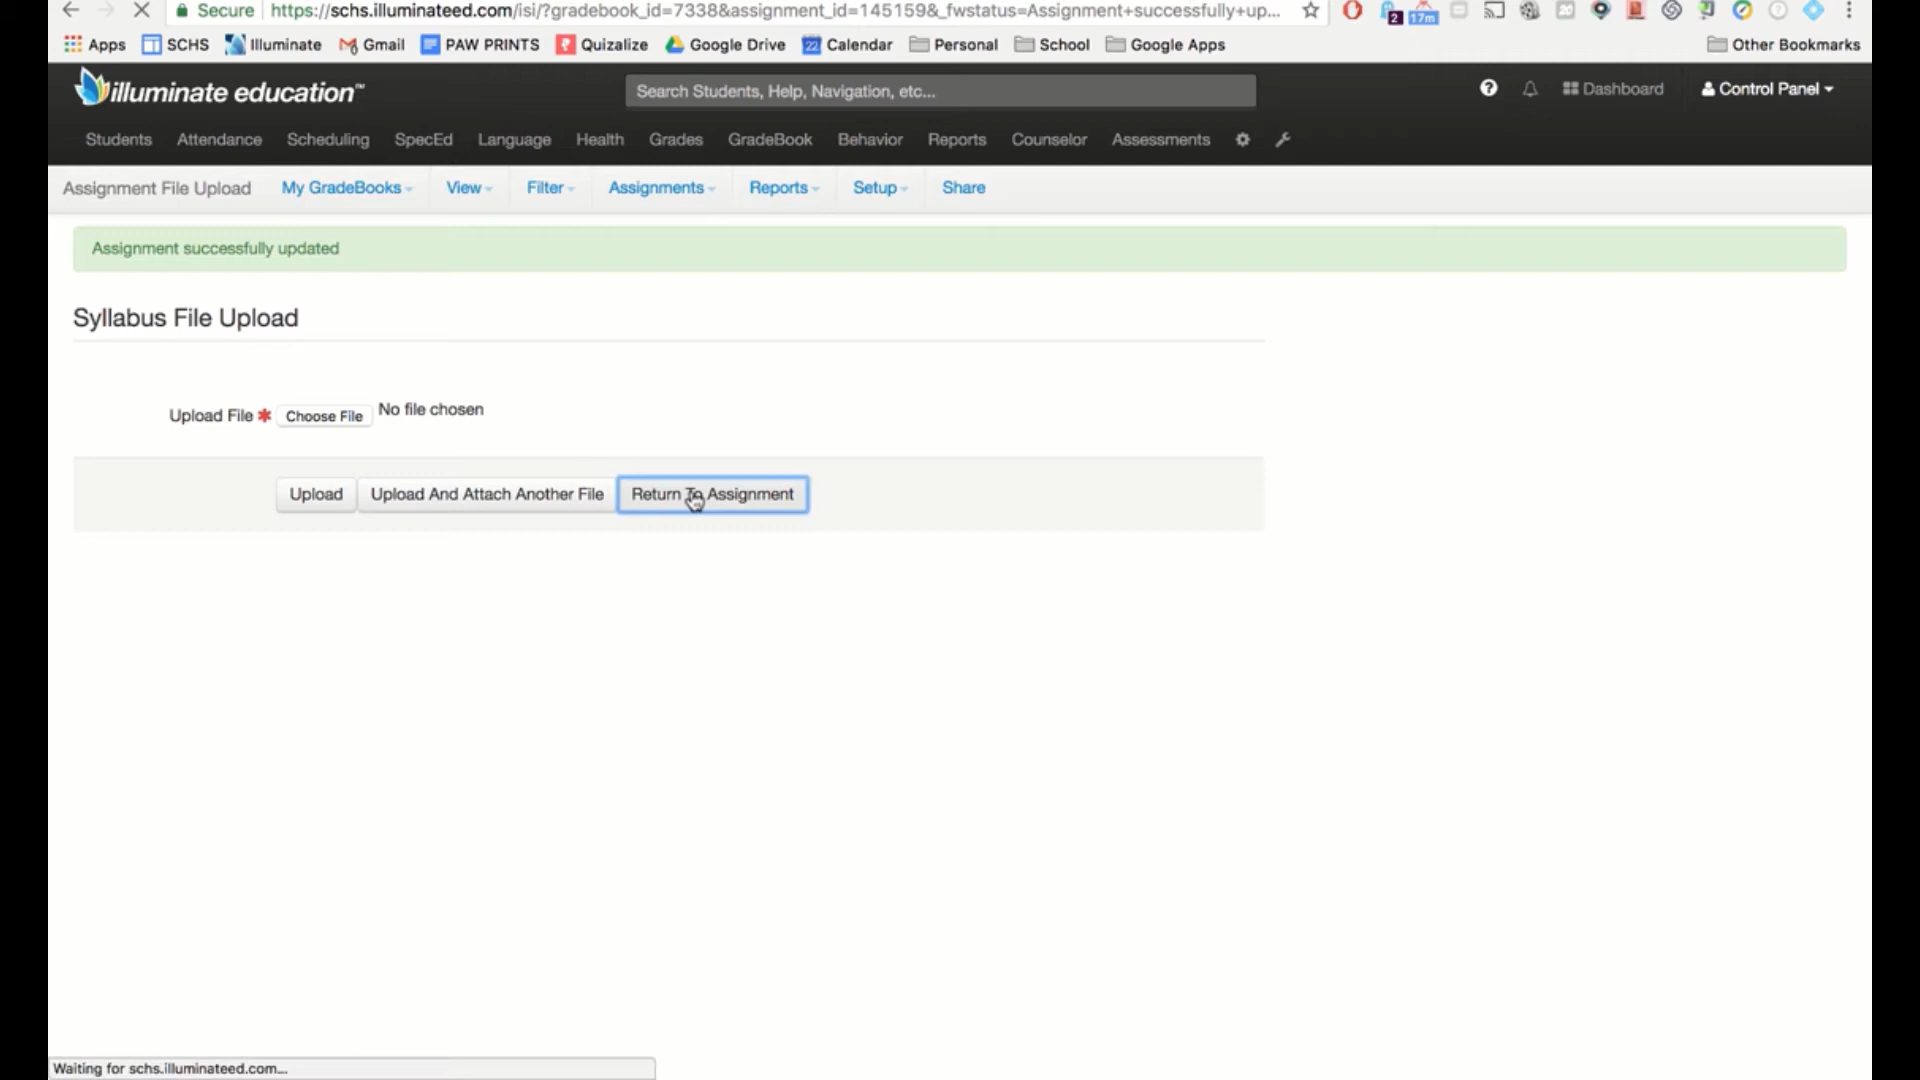 Secure https://schs.illuminateed.com/isi/?gradebook_id=7338&assignment_id=145159&_fwstatus=Assignment+successfully+up...
2 17m
Apps SCHS Illuminate Gmail PAW PRINTS Quizalize Google Drive 22 Calendar Personal School Google Apps Other Bookmarks
illuminate education™ Search Students, Help, Navigation, etc... ? Dashboard Control Panel
Students Attendance Scheduling SpecEd Language Health Grades GradeBook Behavior Reports Counselor Assessments
Assignment File Upload My GradeBooks View Filter Assignments Reports Setup Share
Assignment successfully updated
Syllabus File Upload
Upload File * Choose File No file chosen
Upload Upload And Attach Another File Return To Assignment
Waiting for schs.illuminateed.com...